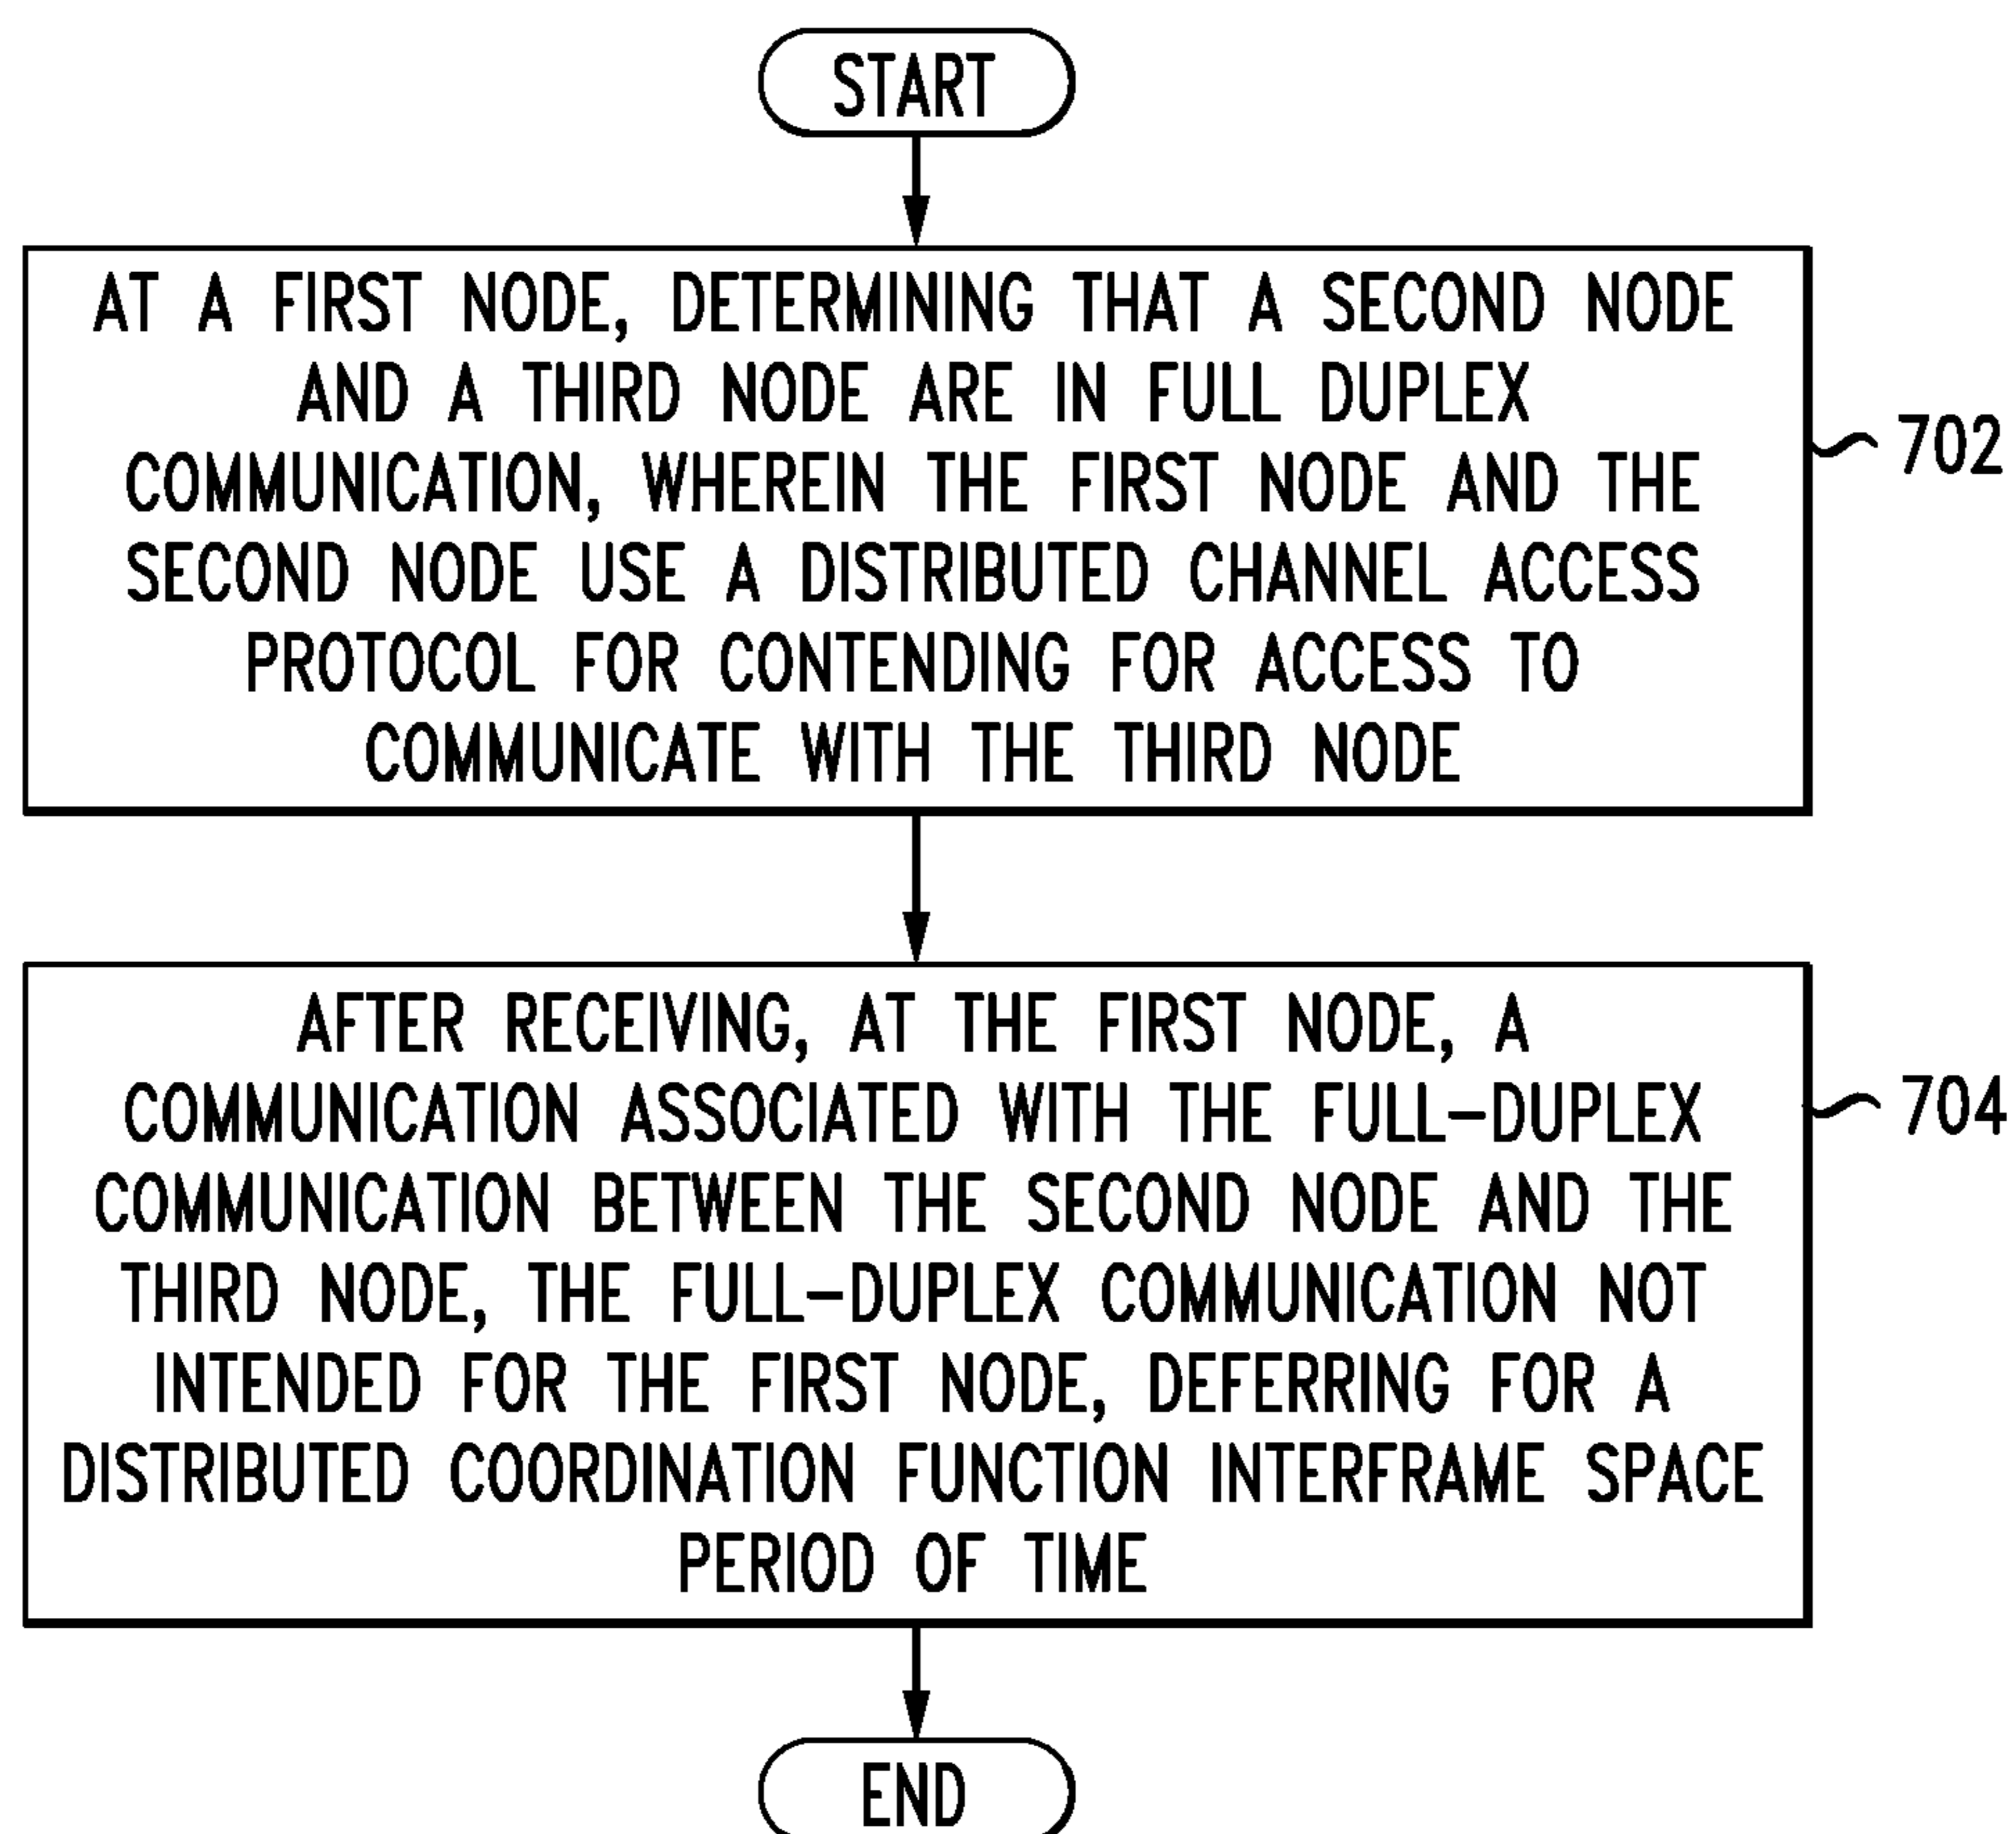 START
AT A FIRST NODE, DETERMINING THAT A SECOND NODE
AND A THIRD NODE ARE IN FULL DUPLEX
COMMUNICATION, WHEREIN THE FIRST NODE AND THE
SECOND NODE USE A DISTRIBUTED CHANNEL ACCESS
PROTOCOL FOR CONTENDING FOR ACCESS TO
COMMUNICATE WITH THE THIRD NODE
702
AFTER RECEIVING, AT THE FIRST NODE, A
COMMUNICATION ASSOCIATED WITH THE FULL-DUPLEX
COMMUNICATION BETWEEN THE SECOND NODE AND THE
THIRD NODE, THE FULL-DUPLEX COMMUNICATION NOT
INTENDED FOR THE FIRST NODE, DEFERRING FOR A
DISTRIBUTED COORDINATION FUNCTION INTERFRAME SPACE
PERIOD OF TIME
704
END